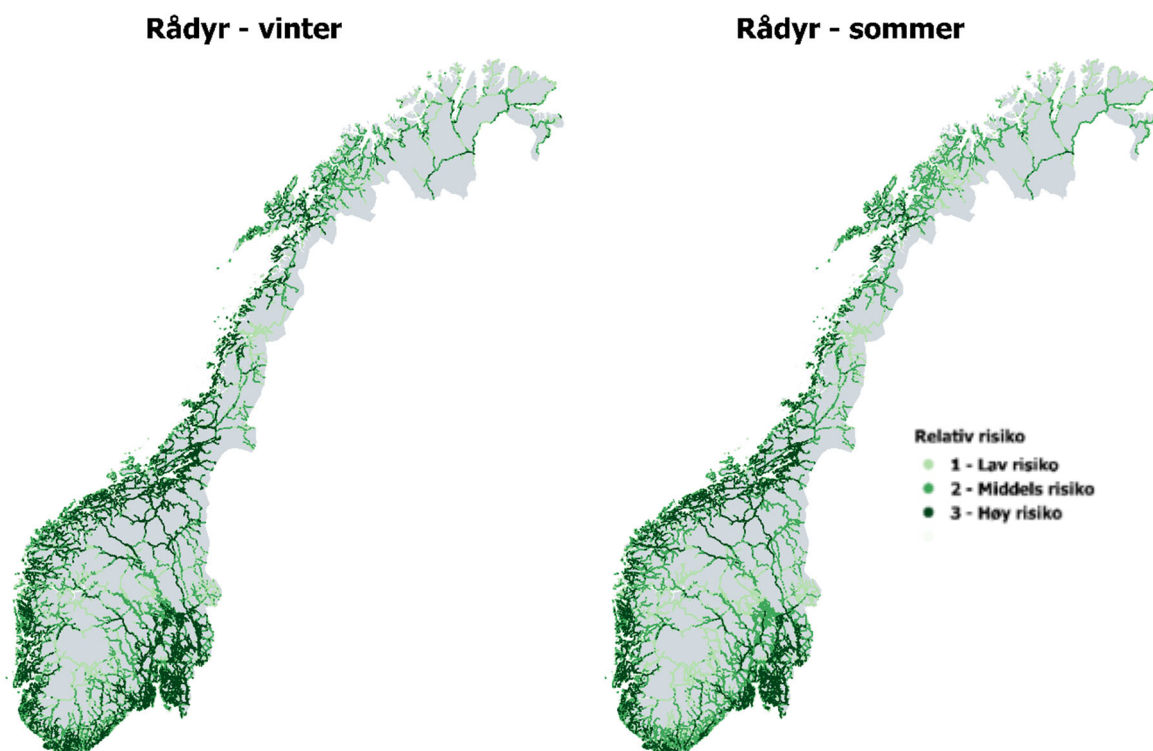 Rådyr - vinter
Rådyr - sommer
Relativ risiko
1 - Lav risiko
2 - Middels risiko
3 - Høy risiko